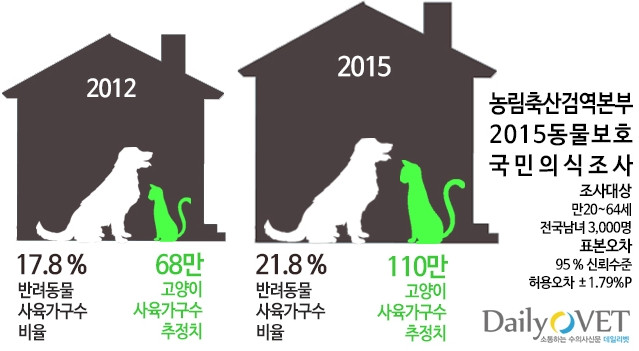 2012
17.8 %
반려동물
사육가구수
비율
68만
고양이
사육가구수
추정치
2015
21.8 %
반려동물
사육가구수
비율
110만
고양이
사육가구수
추정치
농림축산검역본부
2015동물보호
국민의식조사
조사대상
만20~64세
전국남녀 3,000명
표본오차
95 % 신뢰수준
허용오차 ±1.79%P
Daily VET
소통하는 수의사신문 데일리벳